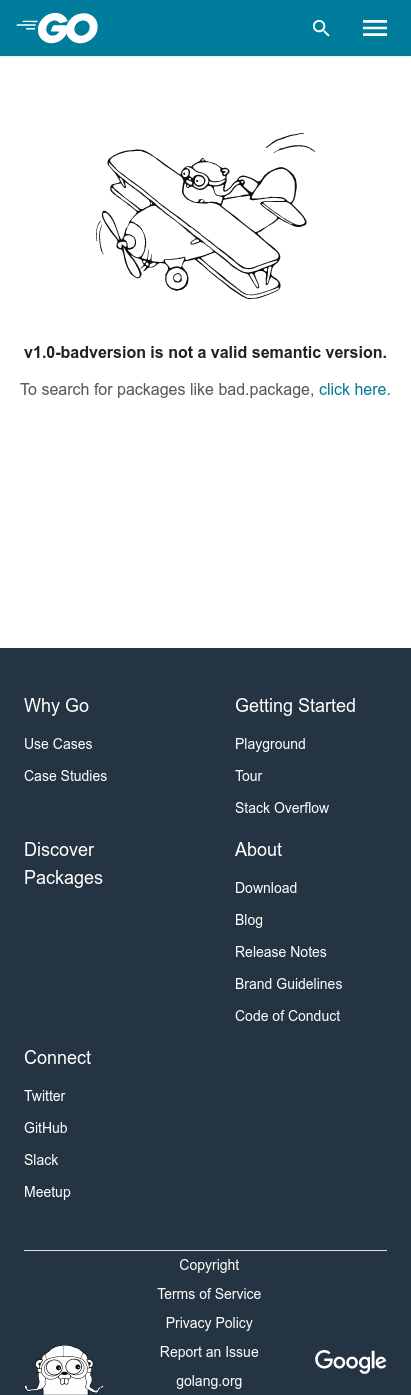 GO
v1.0-badversion is not a valid semantic version.
To search for packages like bad.package, click here.
Why Go
Use Cases
Case Studies
Getting Started
Playground
Tour
Stack Overflow
Discover
Packages
About
Download
Blog
Release Notes
Brand Guidelines
Code of Conduct
Connect
Twitter
GitHub
Slack
Meetup
Copyright
Terms of Service
Privacy Policy
Report an Issue
golang.org
Google